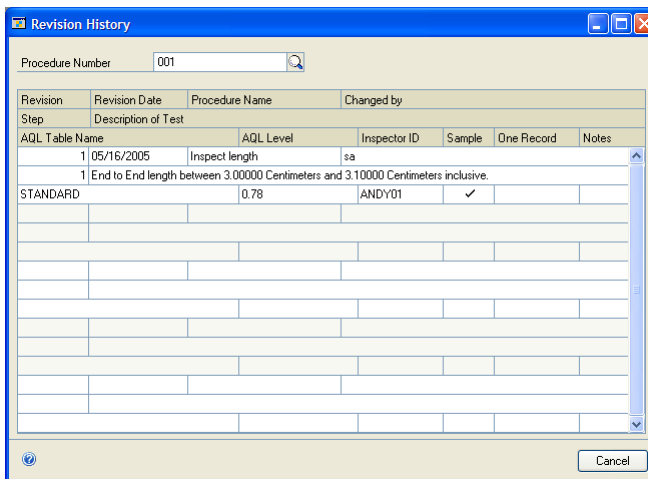 Revision History
Procedure Number 001
Revision Revision Date Procedure Name Changed by
Step Description of Test
AQL Table Name AQL Level Inspector ID Sample One Record Notes
1 05/16/2005 Inspect length sa
1 End to End length between 3.00000 Centimeters and 3.10000 Centimeters inclusive.
STANDARD 0.78 ANDY01 ✓
Cancel